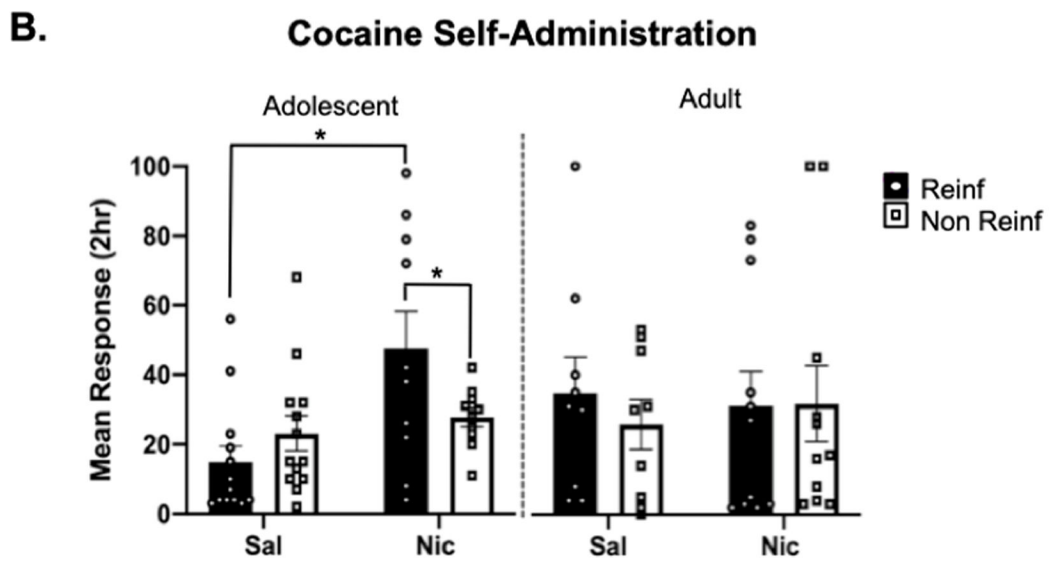 B.
Cocaine Self-Administration
Adolescent
Adult
*
*
100
80
60
40
20
0
Mean Response (2hr)
Sal
Nic
Sal
Nic
Reinf
Non Reinf